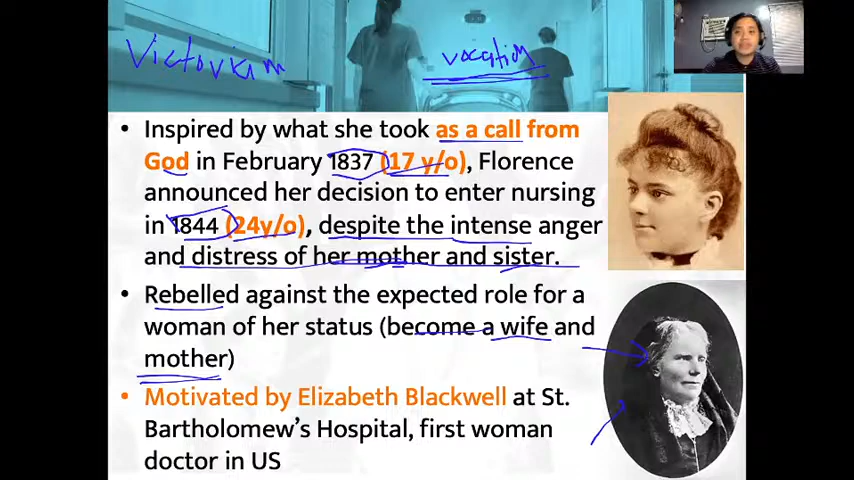 Victorian
vocation
• Inspired by what she took as a call from
God in February 1837 (17 y/o), Florence
announced her decision to enter nursing
in 1844 (24y/o), despite the intense anger
and distress of her mother and sister.
• Rebelled against the expected role for a
woman of her status (become a wife and
mother)
• Motivated by Elizabeth Blackwell at St.
Bartholomew's Hospital, first woman
doctor in US